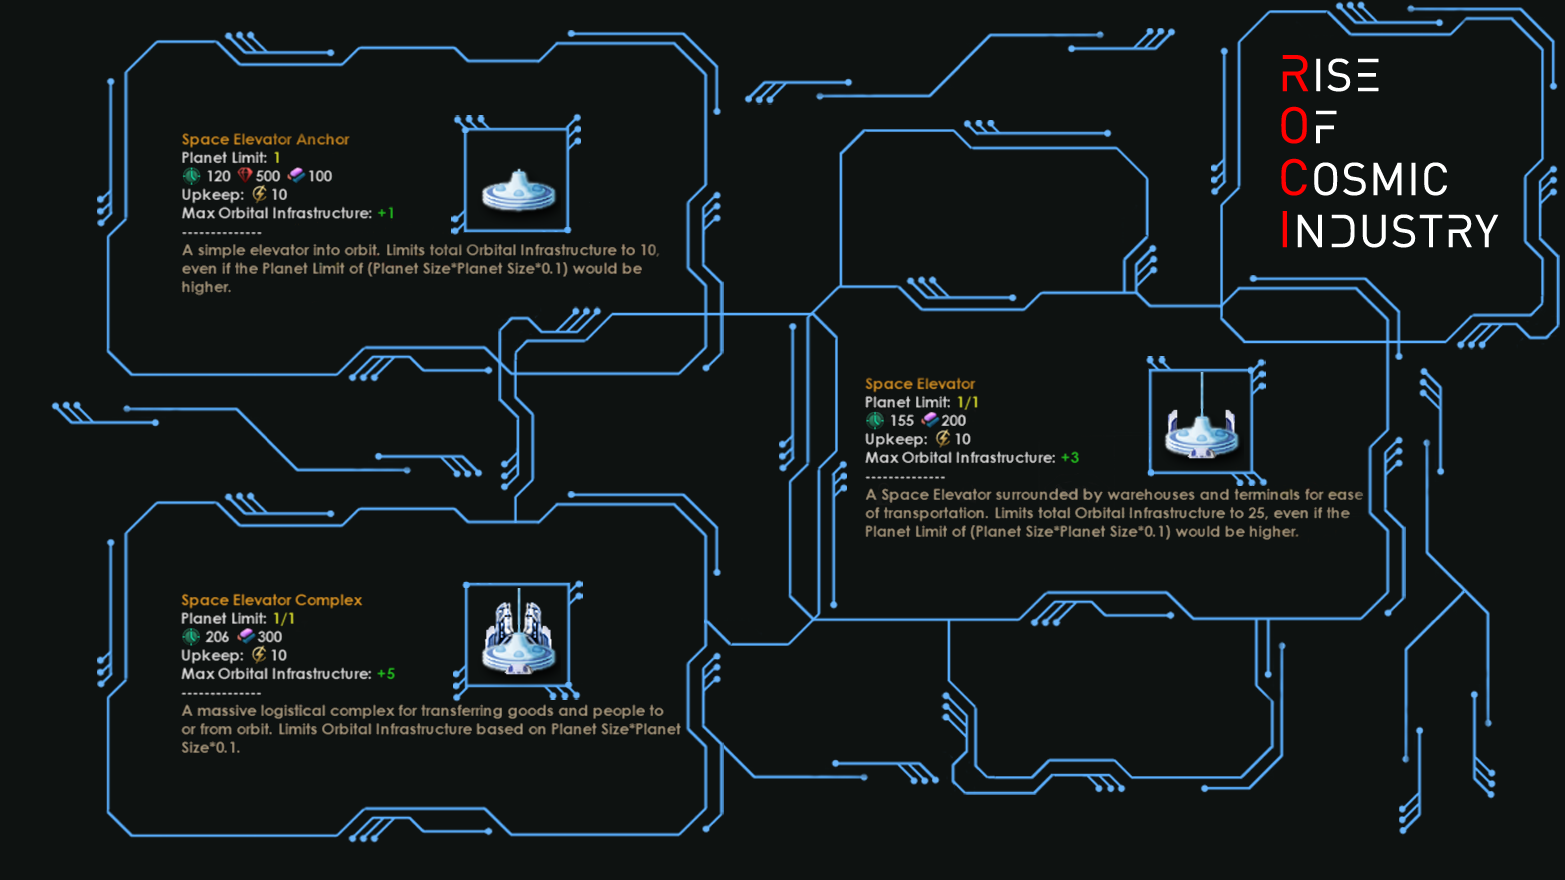 RISE
OF
COSMIC
INDUSTRY
Space Elevator Anchor
Planet Limit: 1
120 500 100
Upkeep: 10
Max Orbital Infrastructure: +1
--------------
A simple elevator into orbit. Limits total Orbital Infrastructure to 10,
even if the Planet Limit of (Planet Size*Planet Size*0.1) would be
higher.
Space Elevator
Planet Limit: 1/1
155 200
Upkeep: 10
Max Orbital Infrastructure: +3
--------------
A Space Elevator surrounded by warehouses and terminals for ease
of transportation. Limits total Orbital Infrastructure to 25, even if the
Planet Limit of (Planet Size*Planet Size*0.1) would be higher.
Space Elevator Complex
Planet Limit: 1/1
206 300
Upkeep: 10
Max Orbital Infrastructure: +5
--------------
A massive logistical complex for transferring goods and people to
or from orbit. Limits Orbital Infrastructure based on Planet Size*Planet
Size*0.1.